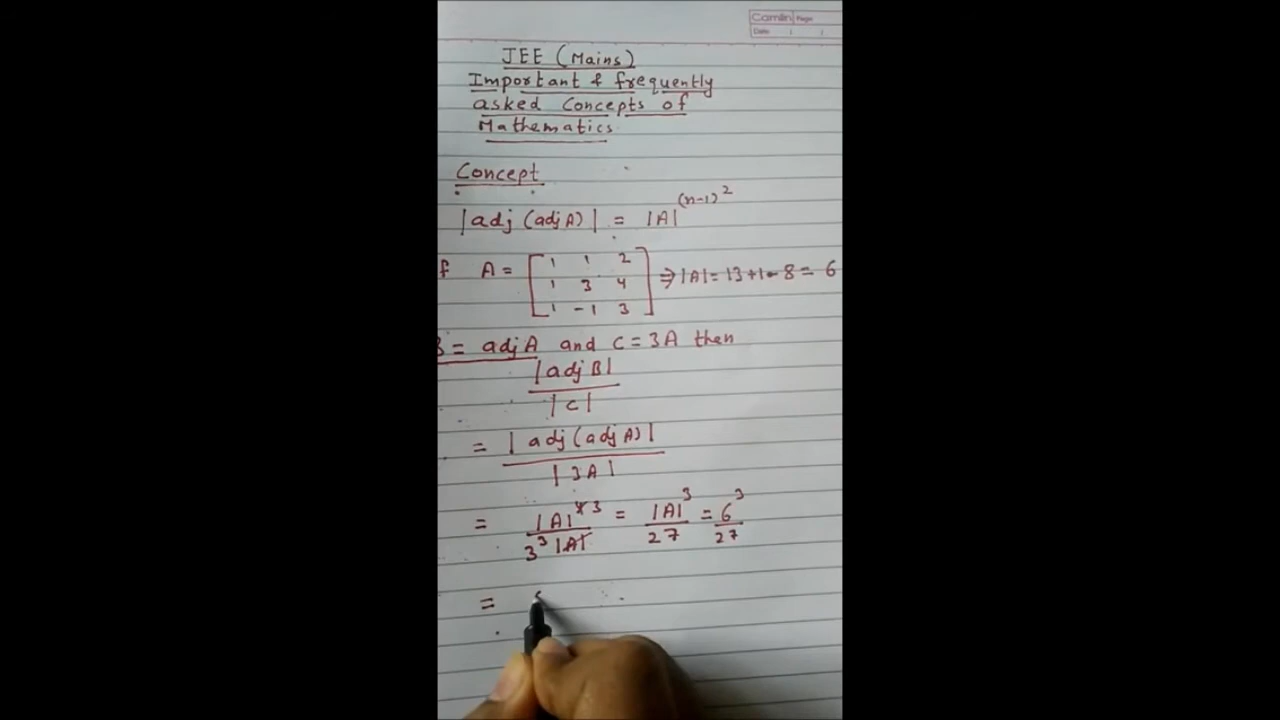 Camlin Page
Date
JEE (Mains)
Important & frequently
asked Concepts of
Mathematics
Concept
|adj (adj A)| = |A|^(n-1)^2
f A = [1 1 2
1 3 4
1 -1 3] ⇒ |A| = 13+1-8 = 6
= adj A and C = 3A then
|adj B|
|C|
= |adj (adj A)|
|3A|
= |A|^4 3 / 3^3 |A| = |A|^3 / 27 = 6^3 / 27
=